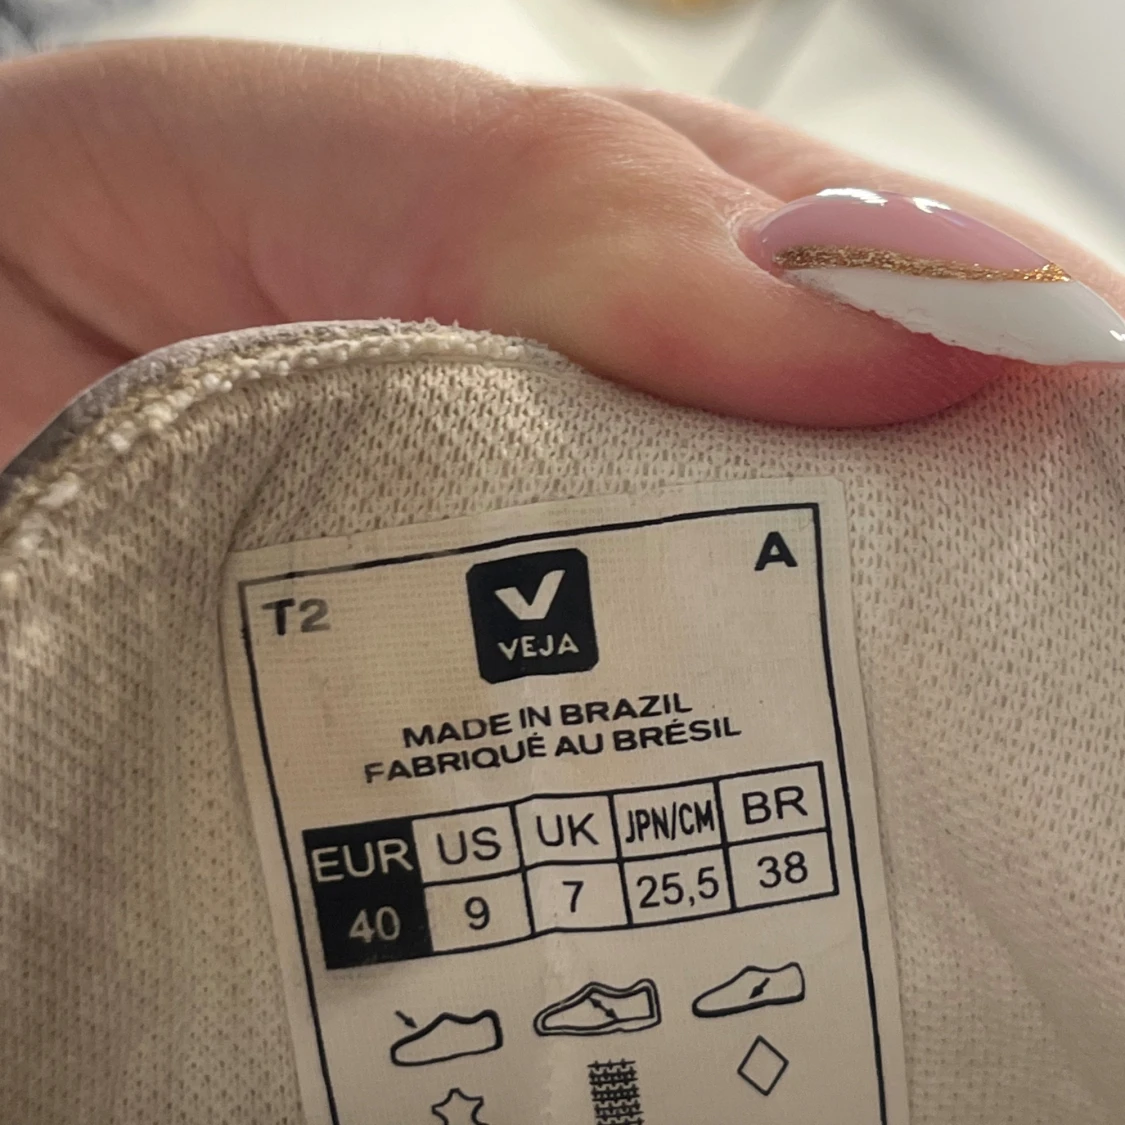 T2
A
VEJA
MADE IN BRAZIL
FABRIQUÉ AU BRÉSIL
EUR US UK JPN/CM BR
40 9 7 25,5 38